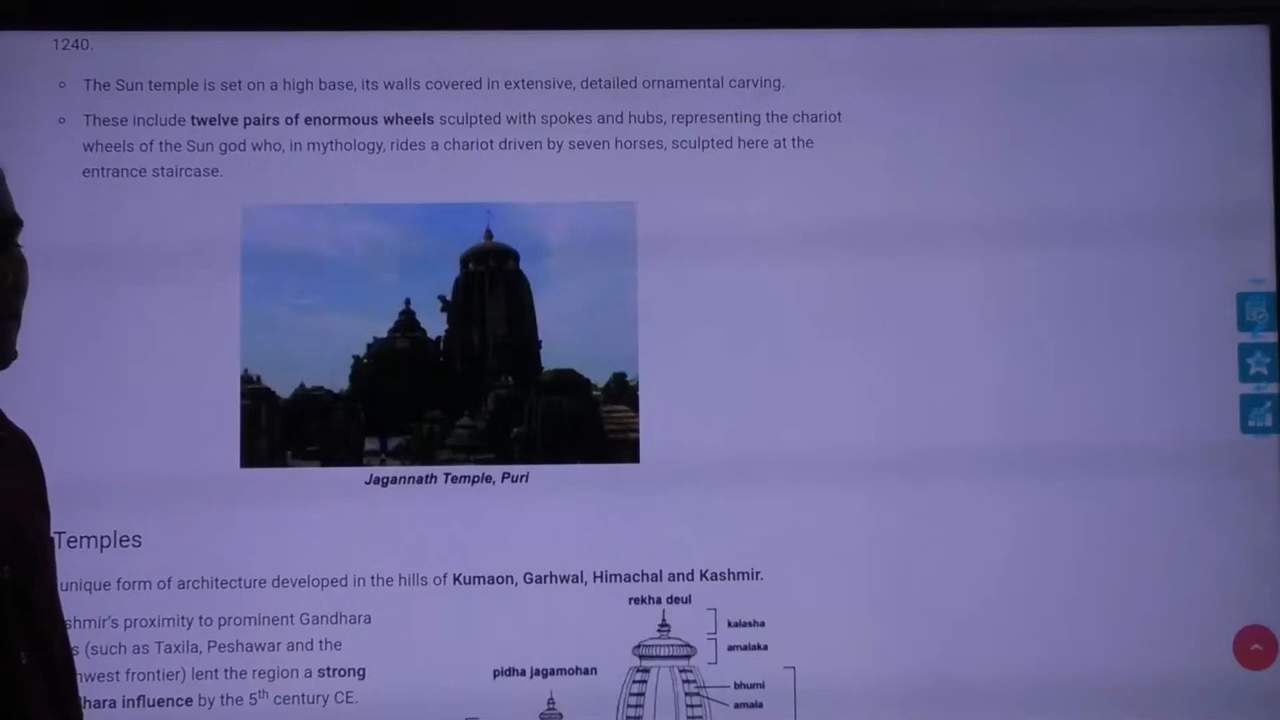 1240.
The Sun temple is set on a high base, its walls covered in extensive, detailed ornamental carving.
These include twelve pairs of enormous wheels sculpted with spokes and hubs, representing the chariot
wheels of the Sun god who, in mythology, rides a chariot driven by seven horses, sculpted here at the
entrance staircase.
Jagannath Temple, Puri
Temples
unique form of architecture developed in the hills of Kumaon, Garhwal, Himachal and Kashmir.
shmir's proximity to prominent Gandhara
s (such as Taxila, Peshawar and the
hwest frontier) lent the region a strong
hara influence by the 5th century CE.
rekha deul
kalasha
amalaka
pidha jagamohan
bhumi
amala